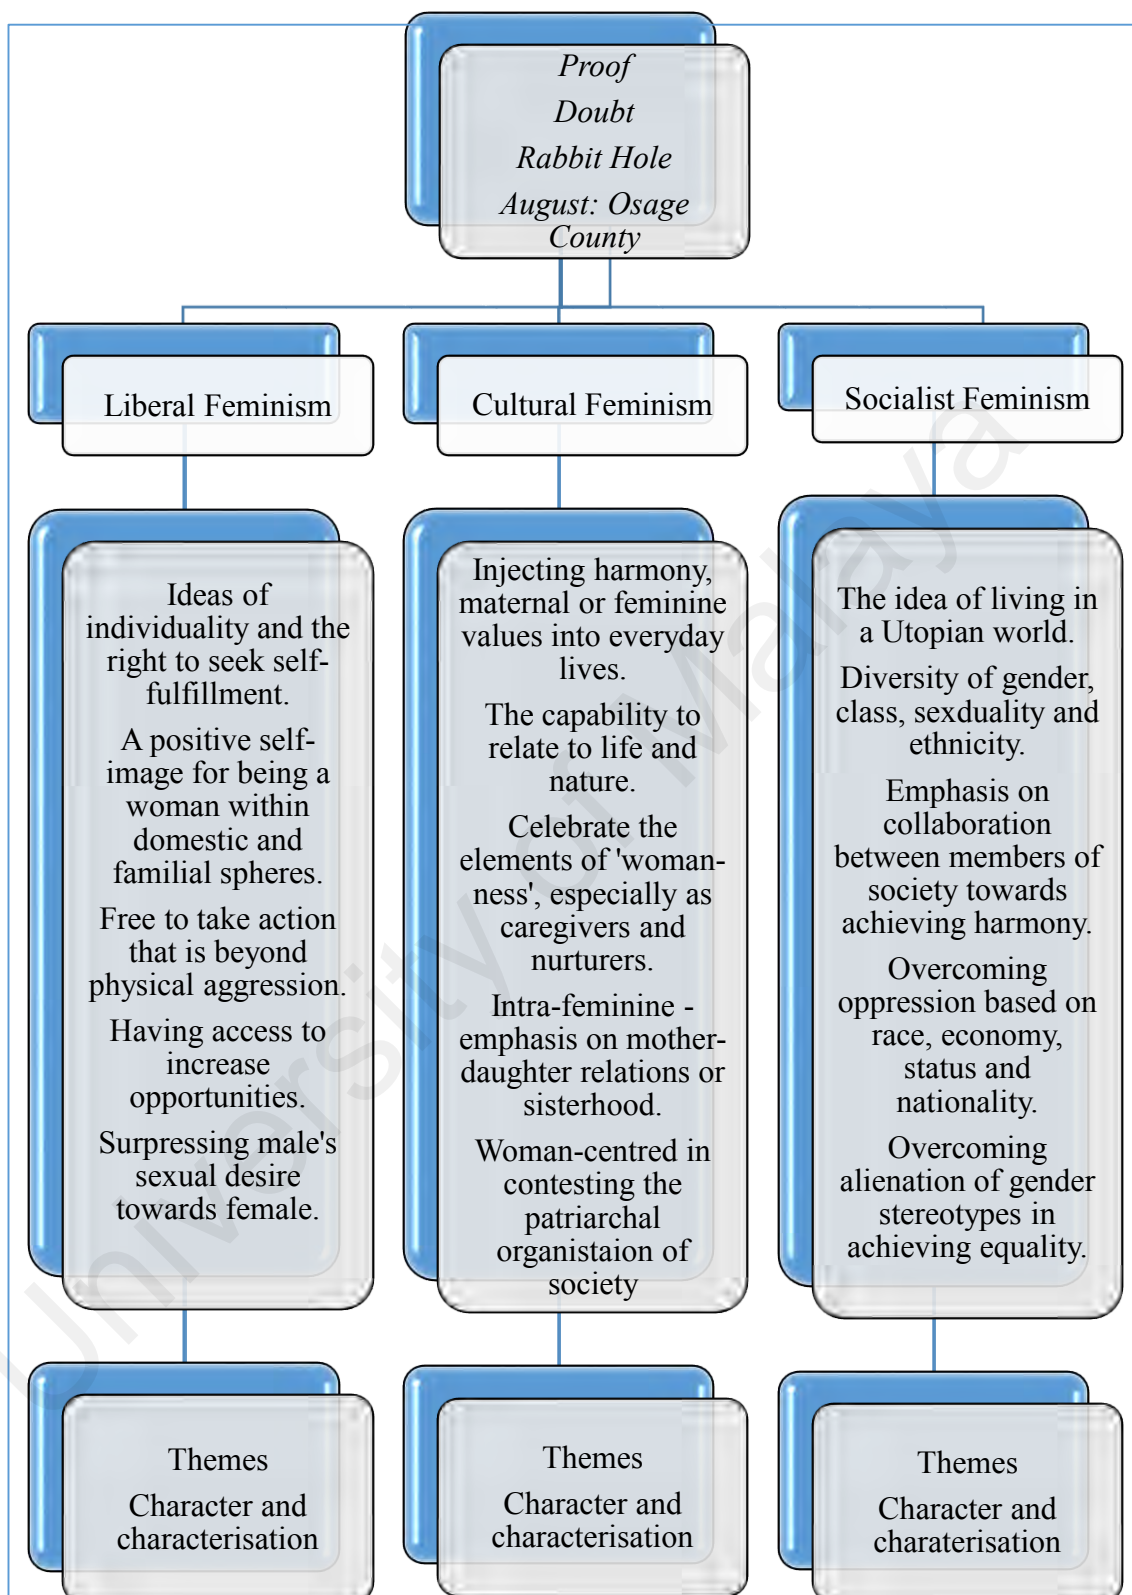 Proof
Doubt
Rabbit Hole
August: Osage
County
Liberal Feminism
Cultural Feminism
Socialist Feminism
Ideas of
individuality and the
right to seek self-
fulfillment.
A positive self-
image for being a
woman within
domestic and
familial spheres.
Free to take action
that is beyond
physical aggression.
Having access to
increase
opportunities.
Surpressing male's
sexual desire
towards female.
Injecting harmony,
maternal or feminine
values into everyday
lives.
The capability to
relate to life and
nature.
Celebrate the
elements of 'woman-
ness', especially as
caregivers and
nurturers.
Intra-feminine -
emphasis on mother-
daughter relations or
sisterhood.
Woman-centred in
contesting the
patriarchal
organistaion of
society
The idea of living in
a Utopian world.
Diversity of gender,
class, sexduality and
ethnicity.
Emphasis on
collaboration
between members of
society towards
achieving harmony.
Overcoming
oppression based on
race, economy,
status and
nationality.
Overcoming
alienation of gender
stereotypes in
achieving equality.
Themes
Character and
characterisation
Themes
Character and
characterisation
Themes
Character and
charaterisation
University of Malaya